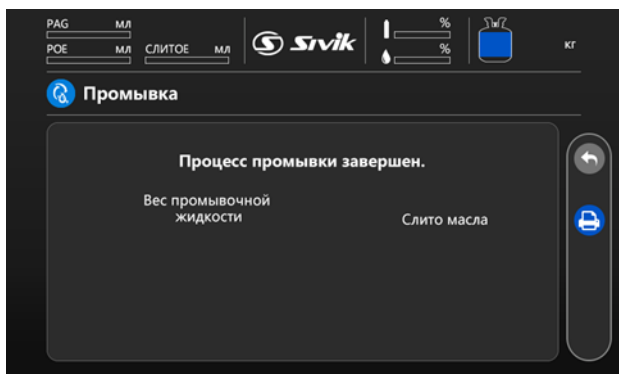 PAG мл
POE мл СЛИТОЕ мл
Sivik
%
%
кг
Промывка
Процесс промывки завершен.
Вес промывочной
жидкости
Слито масла